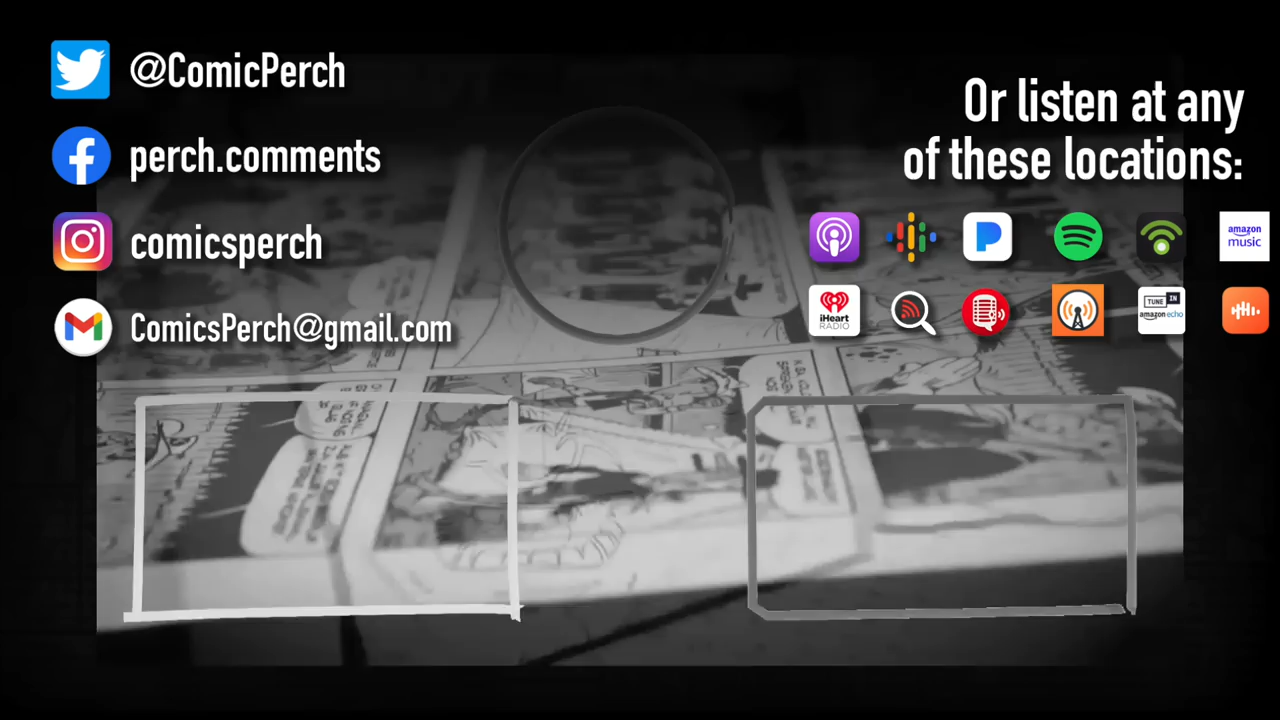 @ComicPerch
perch.comments
comicsperch
ComicsPerch@gmail.com
Or listen at any
of these locations:
amazon
music
iHeart
RADIO
TUNE IN
amazon echo